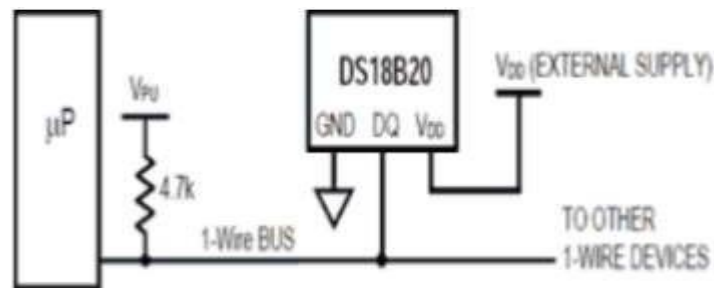 μP
VPU
4.7k
1-Wire BUS
DS18B20
GND DQ VDD
VDD (EXTERNAL SUPPLY)
TO OTHER
1-WIRE DEVICES